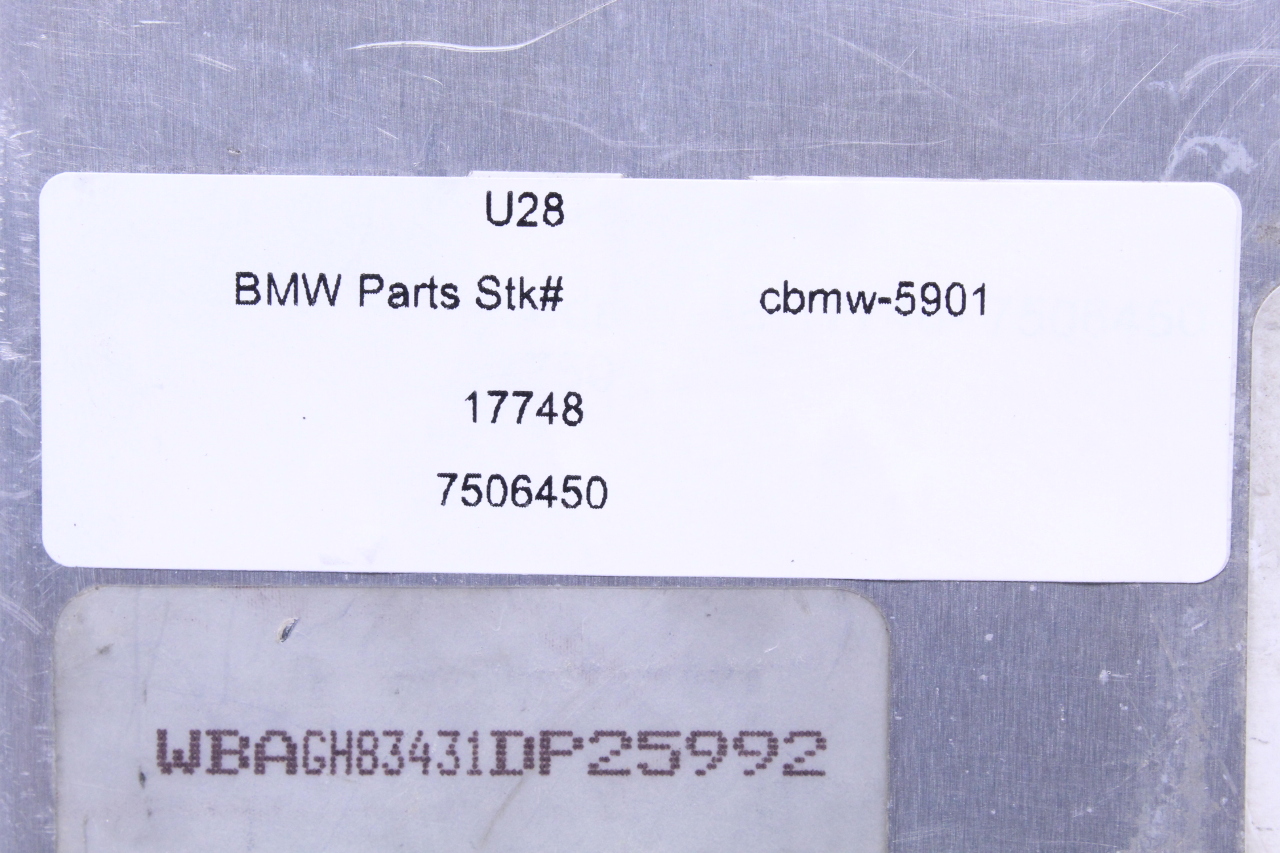 U28
BMW Parts Stk# cbmw-5901
17748
7506450
WBAGH83431DP25992